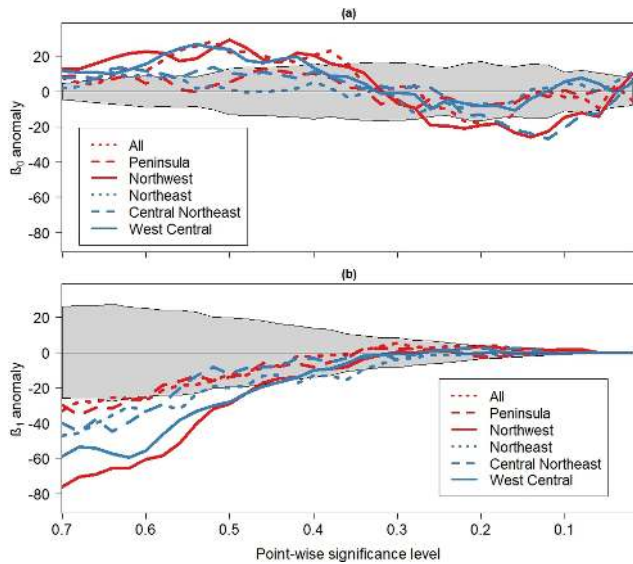 (a)
20
0
-20
-40
-60
-80
ß0 anomaly
All
Peninsula
Northwest
Northeast
Central Northeast
West Central
(b)
20
0
-20
-40
-60
-80
ß1 anomaly
All
Peninsula
Northwest
Northeast
Central Northeast
West Central
0.7 0.6 0.5 0.4 0.3 0.2 0.1
Point-wise significance level